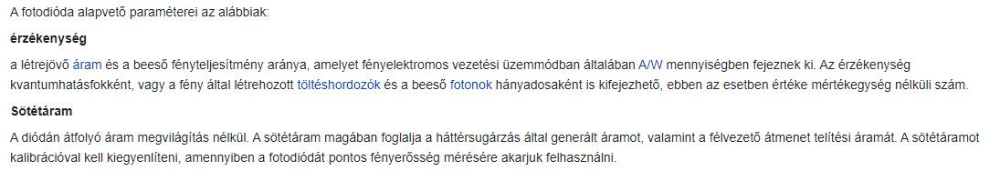 A fotodióda alapvető paraméterei az alábbiak:
érzékenység
a létrejövő áram és a beeső fényteljesítmény aránya, amelyet fényelektromos vezetési üzemmódban általában A/W mennyiségben fejeznek ki. Az érzékenység
kvantumhatásfokként, vagy a fény által létrehozott töltéshordozók és a beeső fotonok hányadosaként is kifejezhető, ebben az esetben értéke mértékegység nélküli szám.
Sötétáram
A diódán átfolyó áram megvilágítás nélkül. A sötétáram magában foglalja a háttérsugárzás által generált áramot, valamint a félvezető átmenet telítési áramát. A sötétáramot
kalibrációval kell kiegyenlíteni, amennyiben a fotodiódát pontos fényerősség mérésére akarjuk felhasználni.